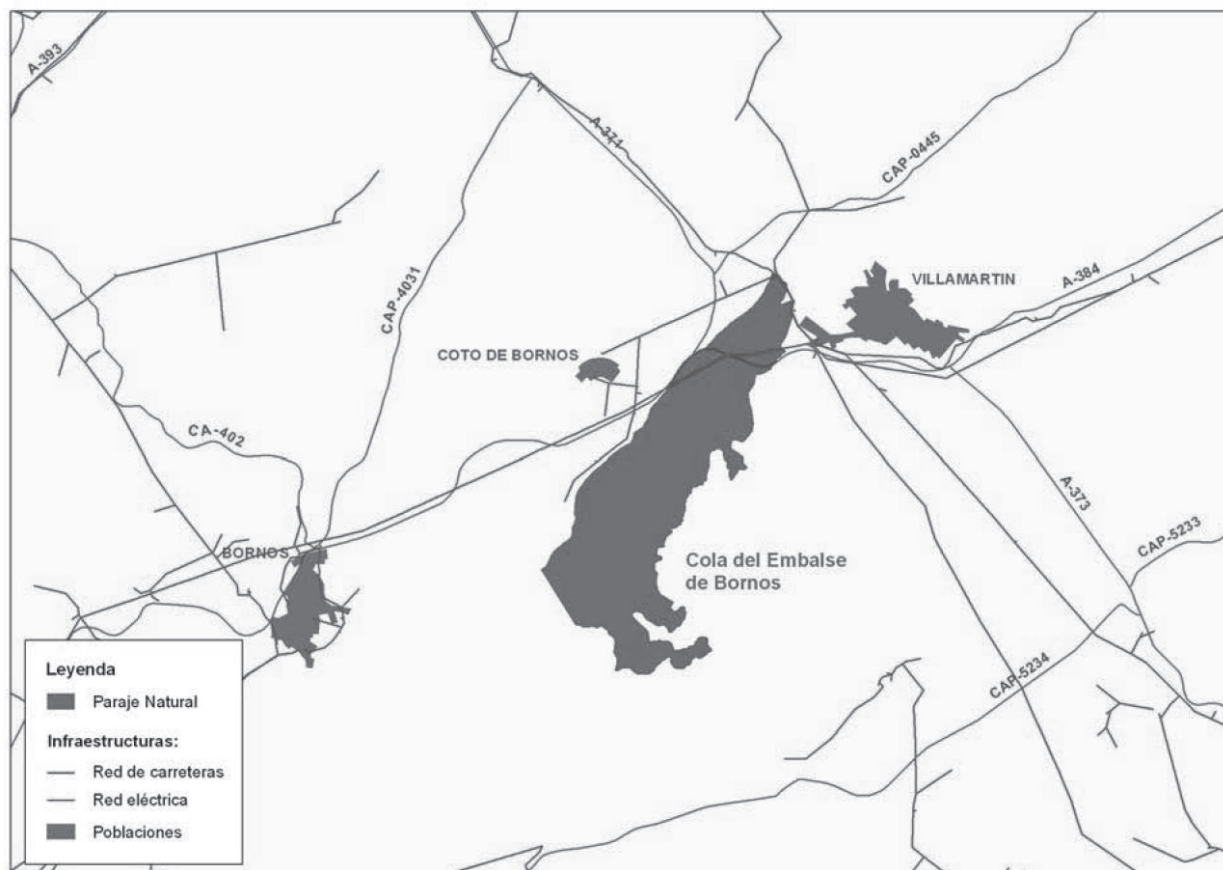 A-393
A-371
CAP-0445
CAP-4031
VILLAMARTIN
A-384
COTO DE BORNOS
CA-402
A-373
CAP-5233
BORNOS
Cola del Embalse
de Bornos
CAP-5234
Leyenda
Paraje Natural
Infraestructuras:
Red de carreteras
Red eléctrica
Poblaciones